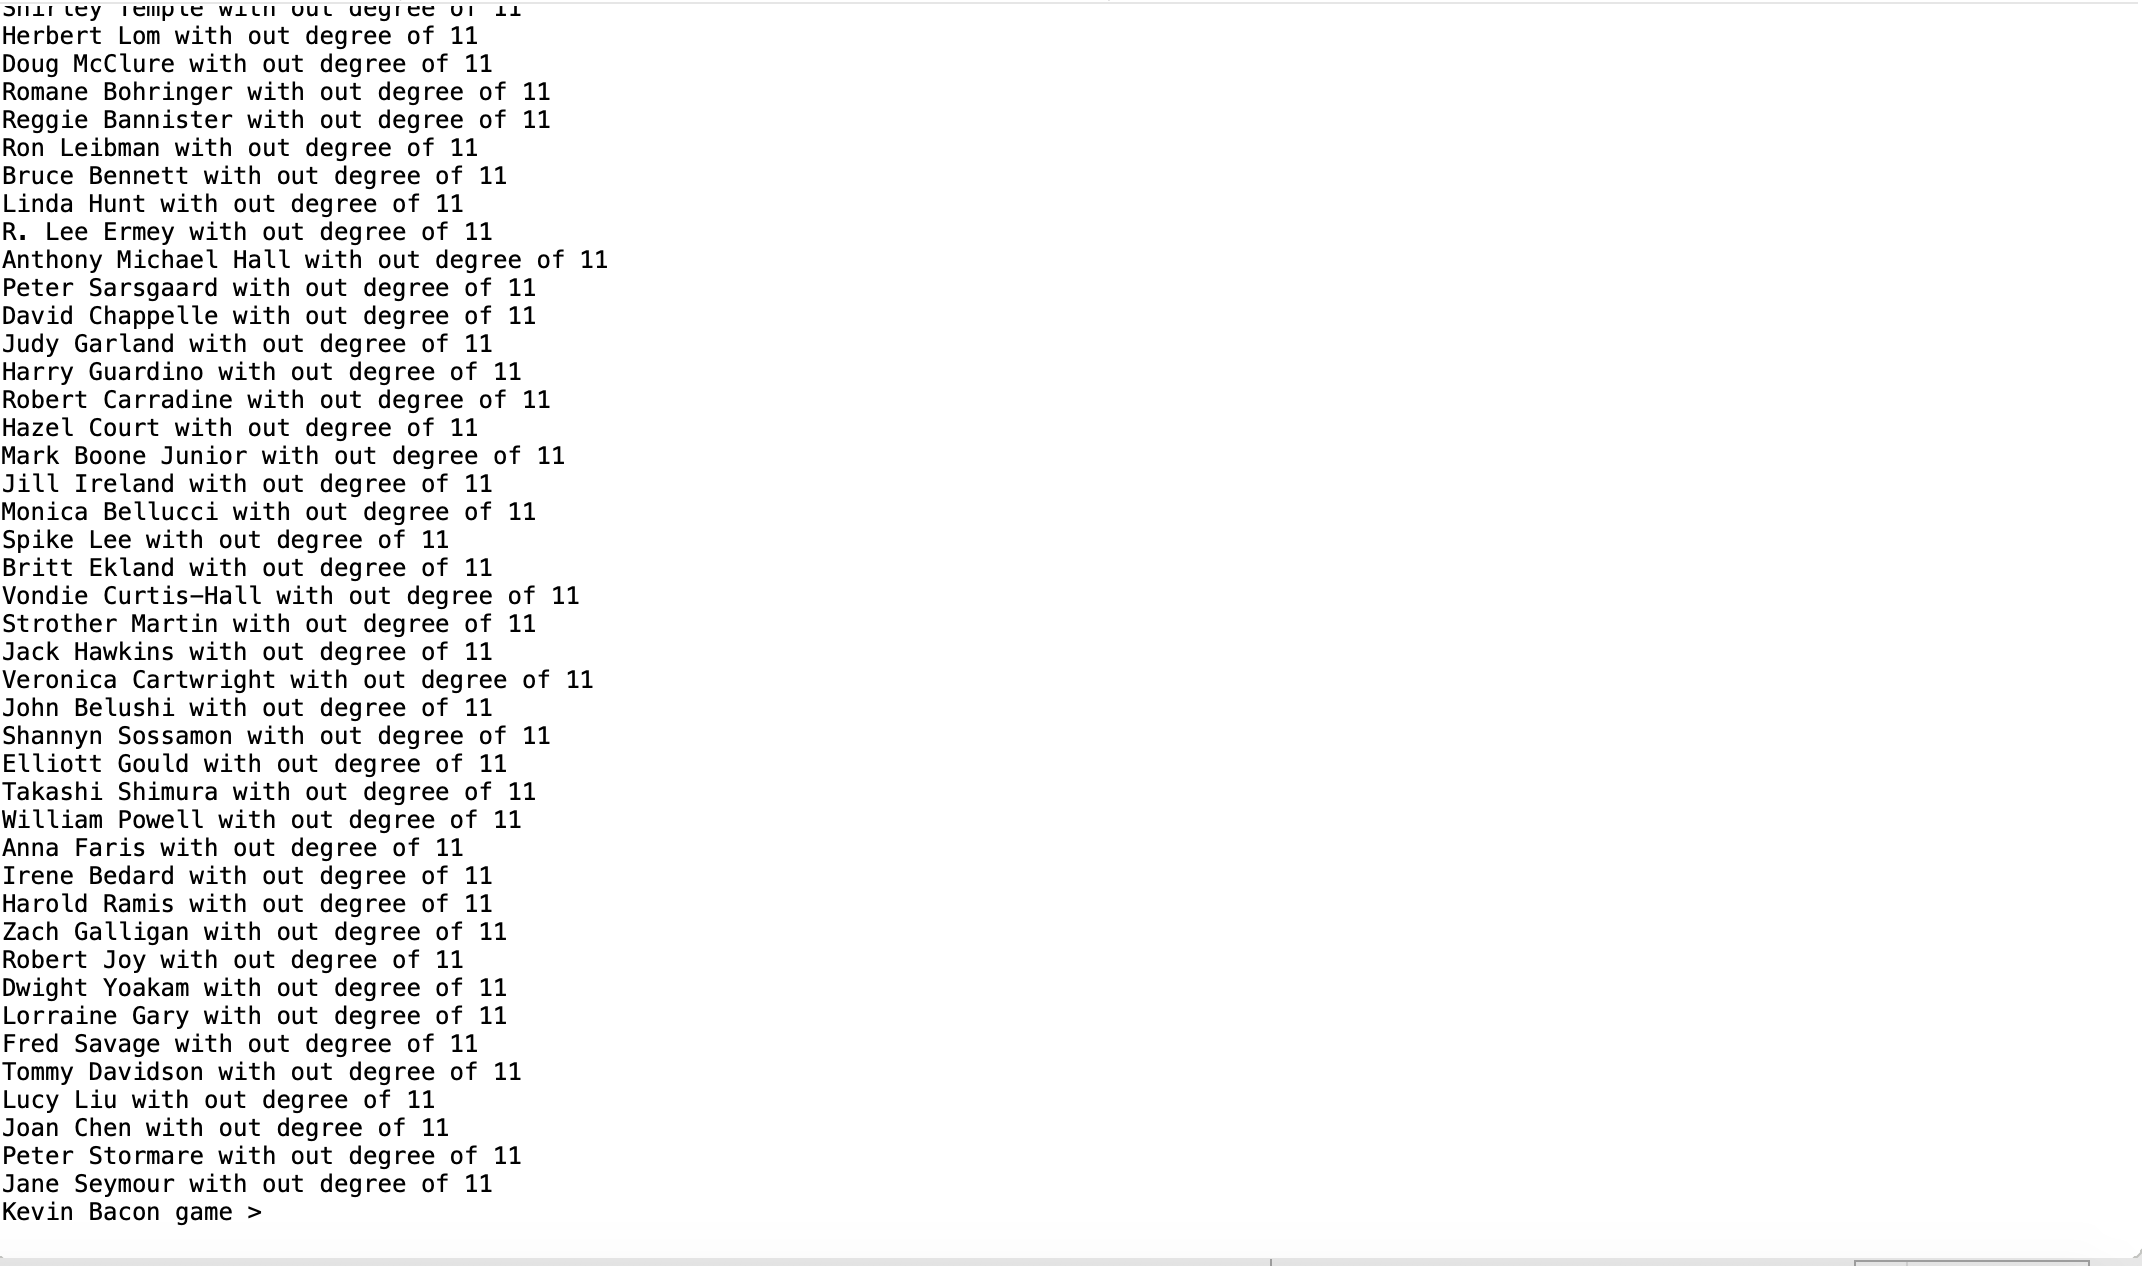 Shirley Temple with out degree of 11
Herbert Lom with out degree of 11
Doug McClure with out degree of 11
Romane Bohringer with out degree of 11
Reggie Bannister with out degree of 11
Ron Leibman with out degree of 11
Bruce Bennett with out degree of 11
Linda Hunt with out degree of 11
R. Lee Ermey with out degree of 11
Anthony Michael Hall with out degree of 11
Peter Sarsgaard with out degree of 11
David Chappelle with out degree of 11
Judy Garland with out degree of 11
Harry Guardino with out degree of 11
Robert Carradine with out degree of 11
Hazel Court with out degree of 11
Mark Boone Junior with out degree of 11
Jill Ireland with out degree of 11
Monica Bellucci with out degree of 11
Spike Lee with out degree of 11
Britt Ekland with out degree of 11
Vondie Curtis-Hall with out degree of 11
Strother Martin with out degree of 11
Jack Hawkins with out degree of 11
Veronica Cartwright with out degree of 11
John Belushi with out degree of 11
Shannyn Sossamon with out degree of 11
Elliott Gould with out degree of 11
Takashi Shimura with out degree of 11
William Powell with out degree of 11
Anna Faris with out degree of 11
Irene Bedard with out degree of 11
Harold Ramis with out degree of 11
Zach Galligan with out degree of 11
Robert Joy with out degree of 11
Dwight Yoakam with out degree of 11
Lorraine Gary with out degree of 11
Fred Savage with out degree of 11
Tommy Davidson with out degree of 11
Lucy Liu with out degree of 11
Joan Chen with out degree of 11
Peter Stormare with out degree of 11
Jane Seymour with out degree of 11
Kevin Bacon game >